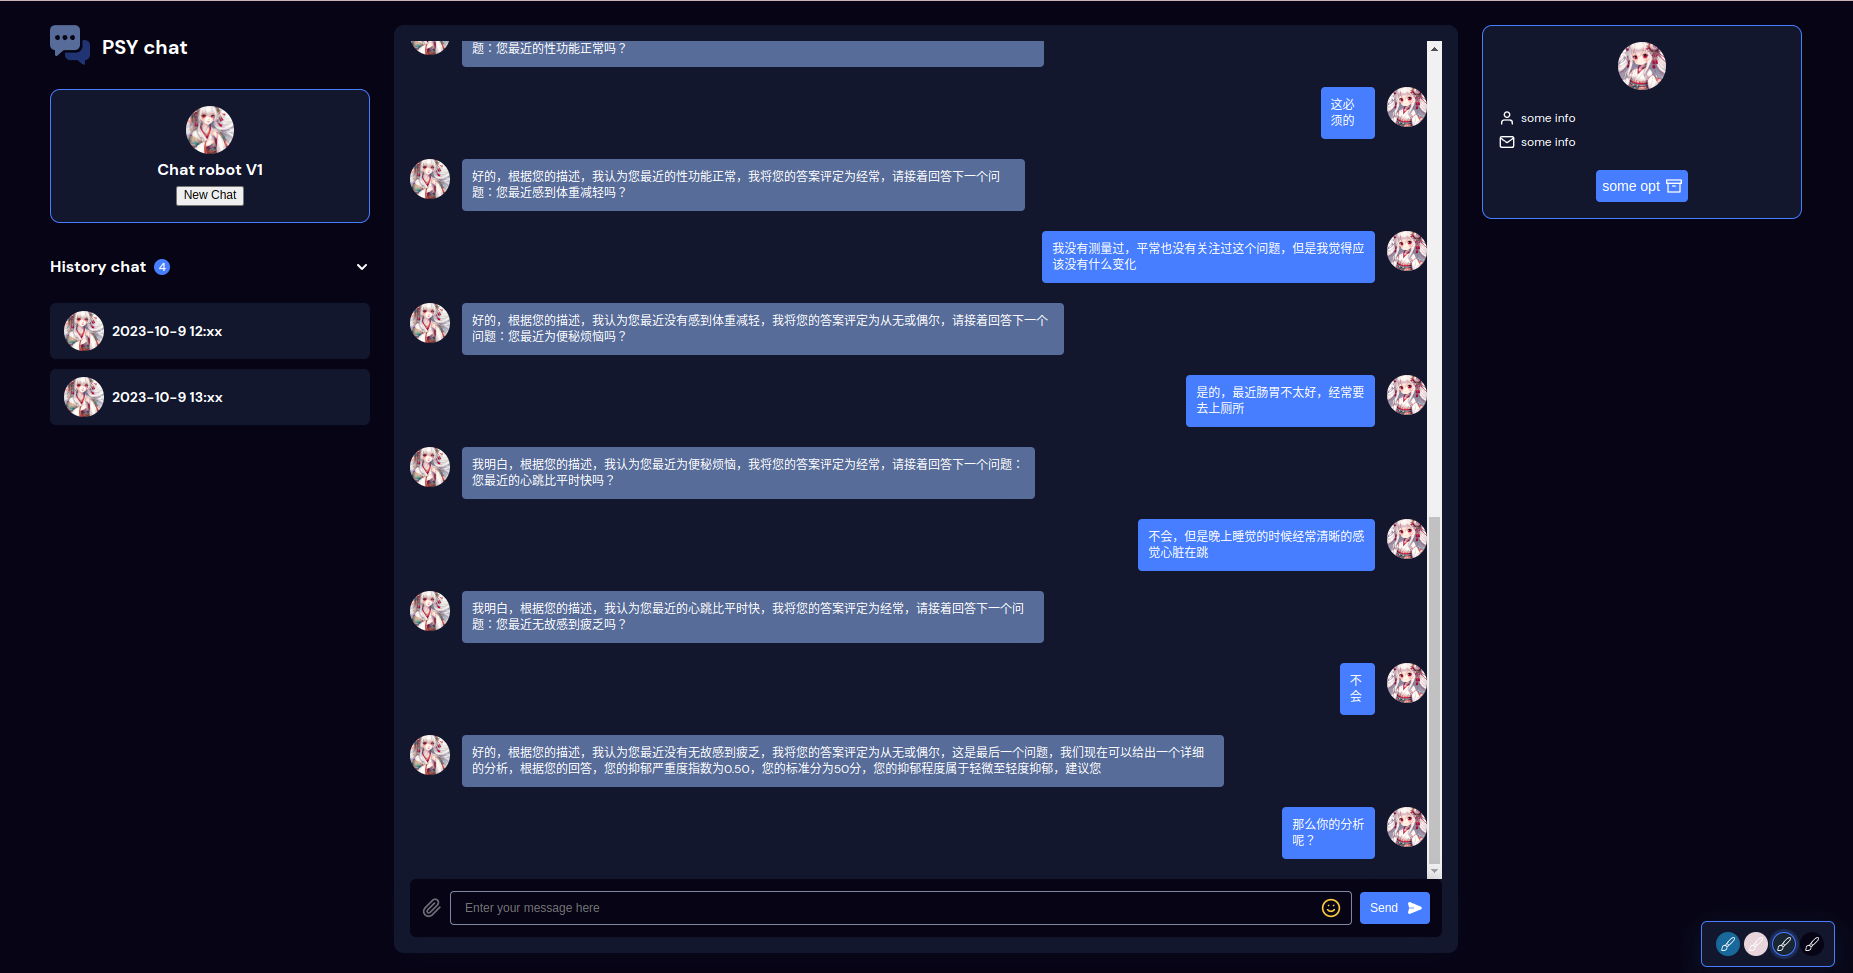 PSY chat
Chat robot V1
New Chat
History chat 4
2023-10-9 12:xx
2023-10-9 13:xx
题：您最近的性功能正常吗？
这必
须的
好的，根据您的描述，我认为您最近的性功能正常，我将您的答案评定为经常，请接着回答下一个问
题：您最近感到体重减轻吗？
我没有测量过，平常也没有关注过这个问题，但是我觉得应
该没有什么变化
好的，根据您的描述，我认为您最近没有感到体重减轻，我将您的答案评定为从无或偶尔，请接着回答下一个
问题：您最近为便秘烦恼吗？
是的，最近肠胃不太好，经常要
去上厕所
我明白，根据您的描述，我认为您最近为便秘烦恼，我将您的答案评定为经常，请接着回答下一个问题：
您最近的心跳比平时快吗？
不会，但是晚上睡觉的时候经常清晰的感
觉心脏在跳
我明白，根据您的描述，我认为您最近的心跳比平时快，我将您的答案评定为经常，请接着回答下一个问
题：您最近无故感到疲乏吗？
不
会
好的，根据您的描述，我认为您最近没有无故感到疲乏，我将您的答案评定为从无或偶尔，这是最后一个问题，我们现在可以给出一个详细
的分析，根据您的回答，您的抑郁严重度指数为0.50，您的标准分为50分，您的抑郁程度属于轻微至轻度抑郁，建议您
那么你的分析
呢？
Enter your message here
Send
some info
some info
some opt